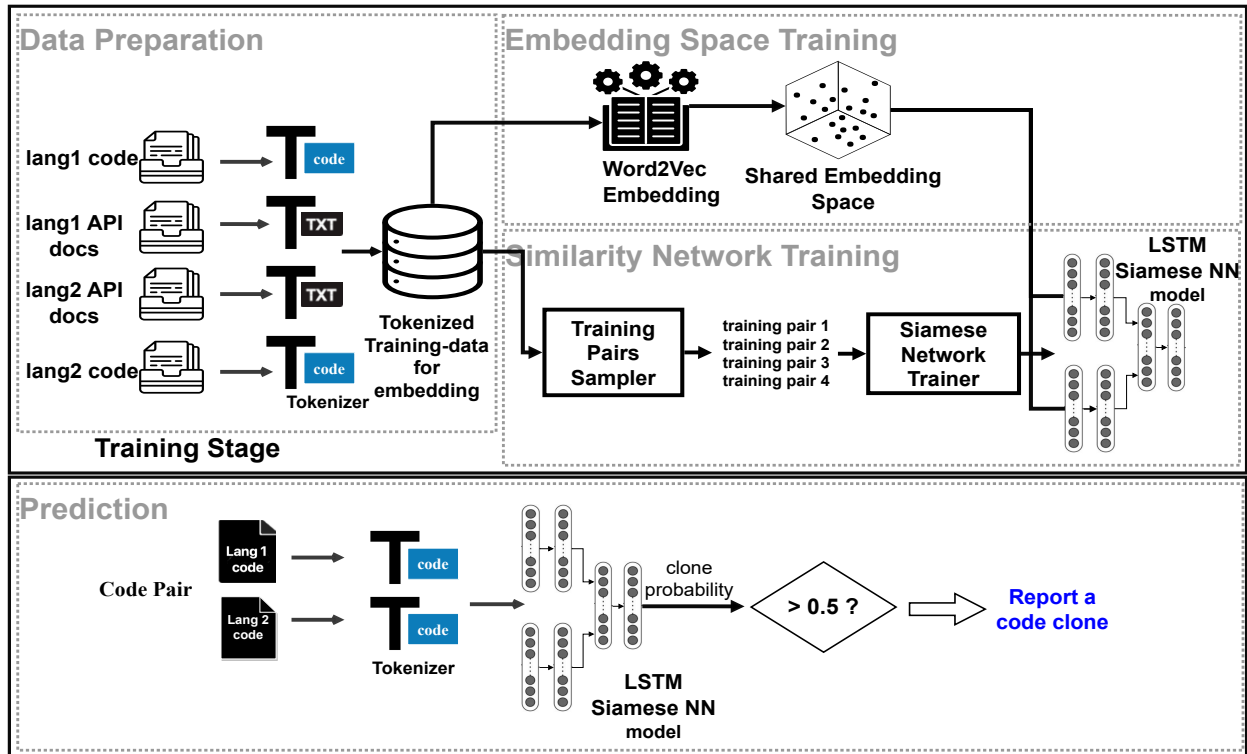 Data Preparation
lang1 code
code
lang1 API
docs
TXT
lang2 API
docs
TXT
lang2 code
code
Tokenizer
Tokenized
Training-data
for
embedding
Training Stage
Embedding Space Training
Word2Vec
Embedding
Shared Embedding
Space
Similarity Network Training
Training
Pairs
Sampler
training pair 1
training pair 2
training pair 3
training pair 4
Siamese
Network
Trainer
LSTM
Siamese NN
model
Prediction
Code Pair
Lang 1
code
Lang 2
code
code
code
Tokenizer
LSTM
Siamese NN
model
clone
probability
> 0.5 ?
Report a
code clone